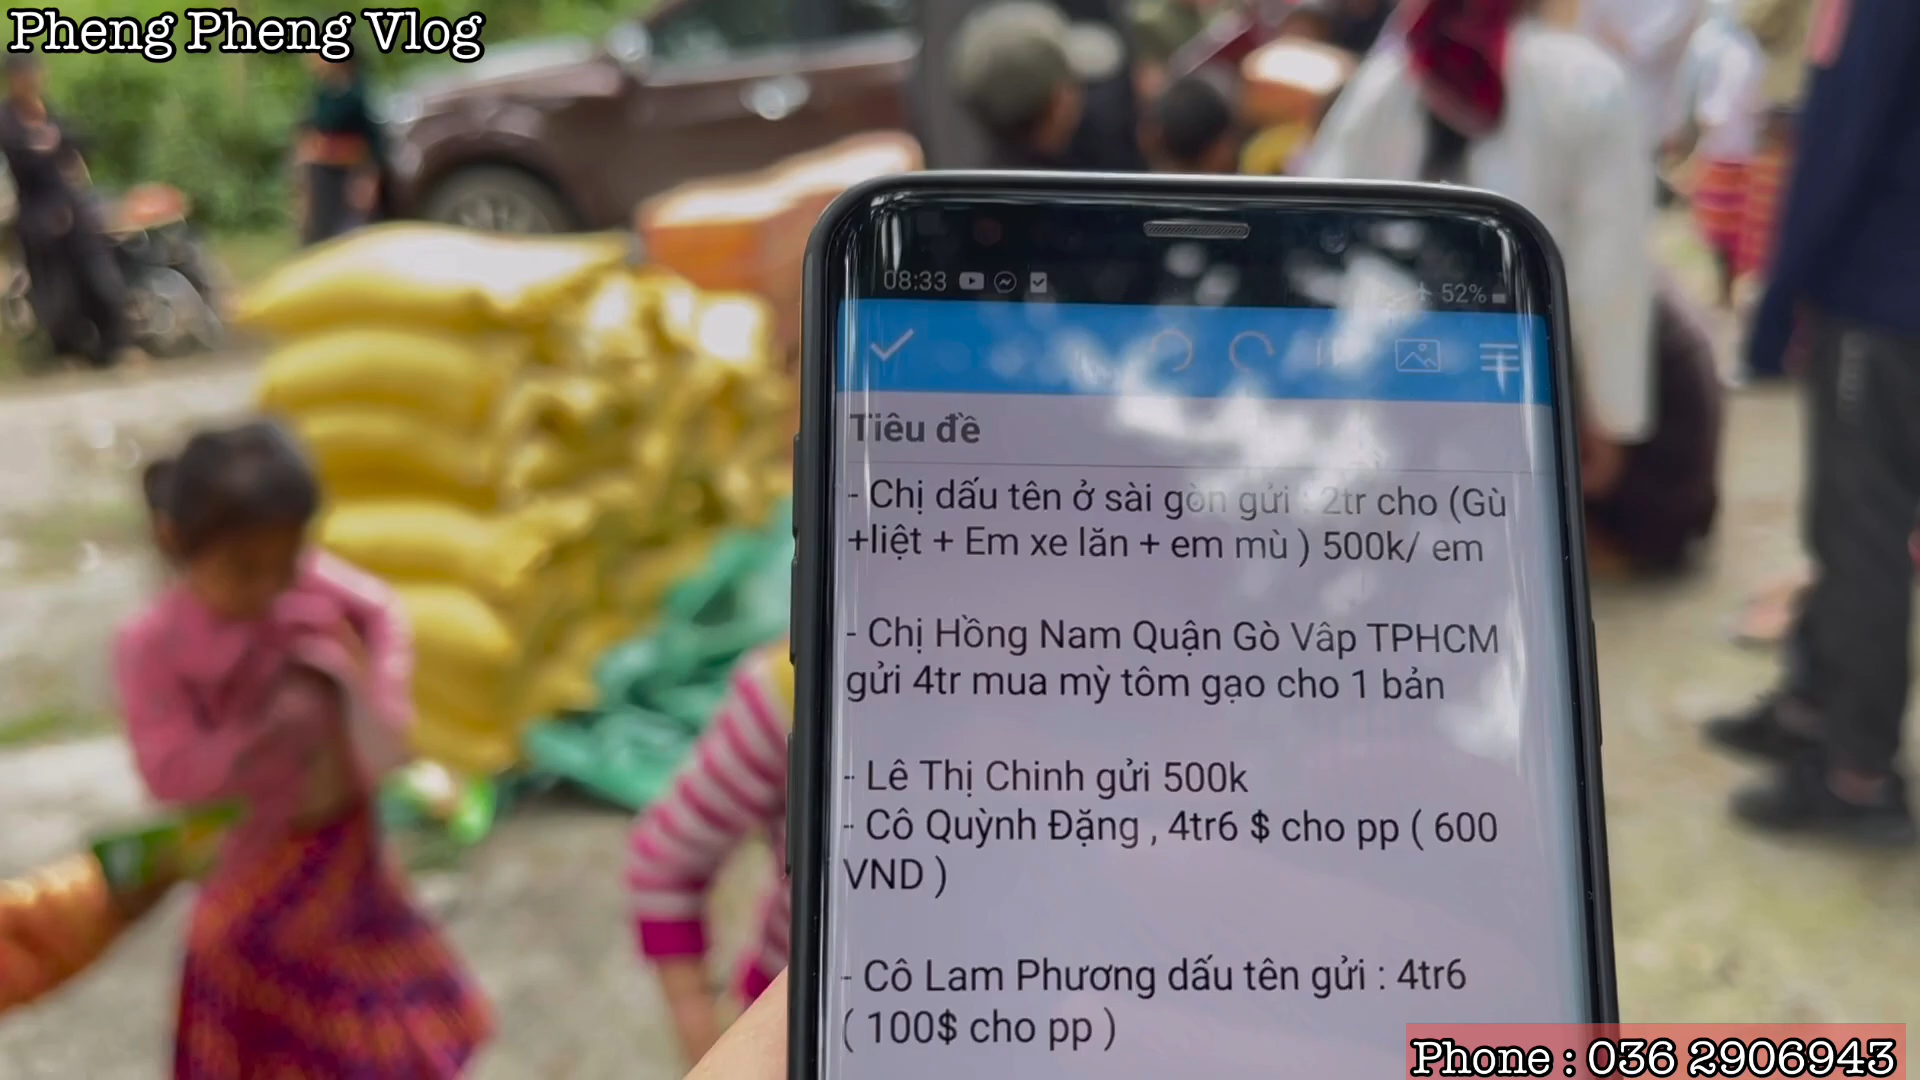 Pheng Pheng Vlog
08:33
52%
Tiêu đề
- Chị dấu tên ở sài gòn gửi : 2tr cho (Gù
+liệt + Em xe lăn + em mù ) 500k/ em
- Chị Hồng Nam Quận Gò Vâp TPHCM
gửi 4tr mua mỳ tôm gạo cho 1 bản
- Lê Thị Chinh gửi 500k
- Cô Quỳnh Đặng , 4tr6 $ cho pp ( 600
VND )
- Cô Lam Phương dấu tên gửi : 4tr6
( 100$ cho pp )
Phone : 036 2906943